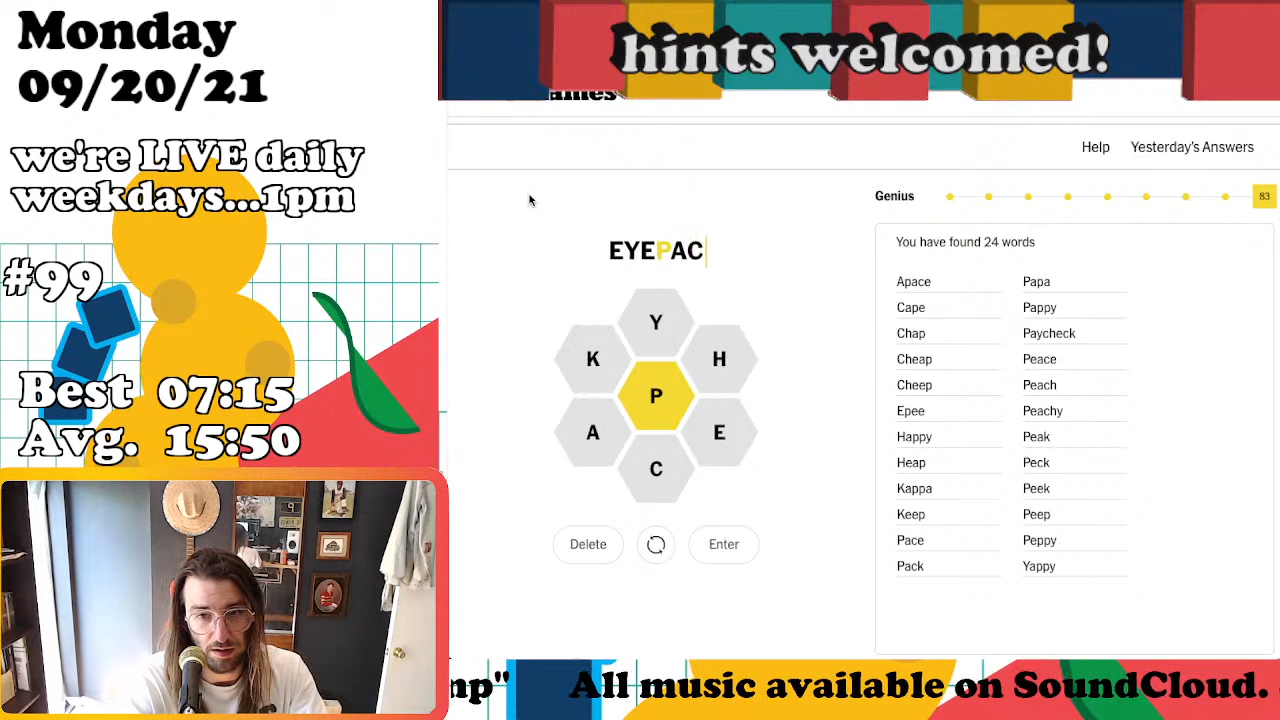 Monday
09/20/21
we're LIVE daily
weekdays...1pm
#99
Best 07:15
Avg. 15:50
hints welcomed!
Help Yesterday's Answers
Genius 83
You have found 24 words
Apace Papa
Cape Pappy
Chap Paycheck
Cheap Peace
Cheep Peach
Epee Peachy
Happy Peak
Heap Peck
Kappa Peek
Keep Peep
Pace Peppy
Pack Yappy
EYEPAC
Y
K H
P
A E
C
Delete Enter
All music available on SoundCloud.